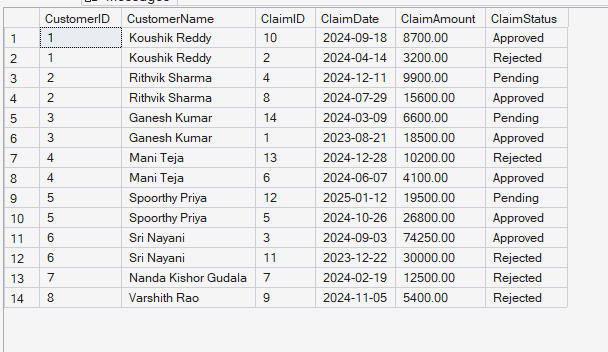 Messages
CustomerID CustomerName ClaimID ClaimDate ClaimAmount ClaimStatus
1 1 Koushik Reddy 10 2024-09-18 8700.00 Approved
2 1 Koushik Reddy 2 2024-04-14 3200.00 Rejected
3 2 Rithvik Sharma 4 2024-12-11 9900.00 Pending
4 2 Rithvik Sharma 8 2024-07-29 15600.00 Approved
5 3 Ganesh Kumar 14 2024-03-09 6600.00 Pending
6 3 Ganesh Kumar 1 2023-08-21 18500.00 Approved
7 4 Mani Teja 13 2024-12-28 10200.00 Rejected
8 4 Mani Teja 6 2024-06-07 4100.00 Approved
9 5 Spoorthy Priya 12 2025-01-12 19500.00 Pending
10 5 Spoorthy Priya 5 2024-10-26 26800.00 Approved
11 6 Sri Nayani 3 2024-09-03 74250.00 Approved
12 6 Sri Nayani 11 2023-12-22 30000.00 Rejected
13 7 Nanda Kishor Gudala 7 2024-02-19 12500.00 Rejected
14 8 Varshith Rao 9 2024-11-05 5400.00 Rejected